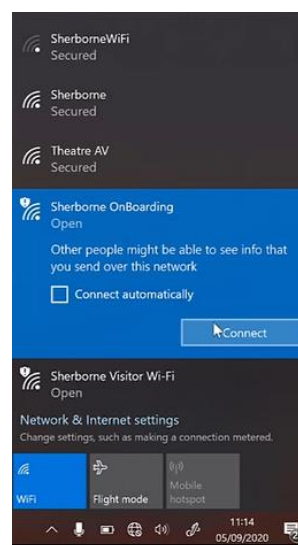 SherborneWiFi
Secured
Sherborne
Secured
Theatre AV
Secured
Sherborne OnBoarding
Open
Other people might be able to see info that
you send over this network
Connect automatically
Connect
Sherborne Visitor Wi-Fi
Open
Network & Internet settings
Change settings, such as making a connection metered.
WiFi
Flight mode
Mobile
hotspot
11:14
05/09/2020